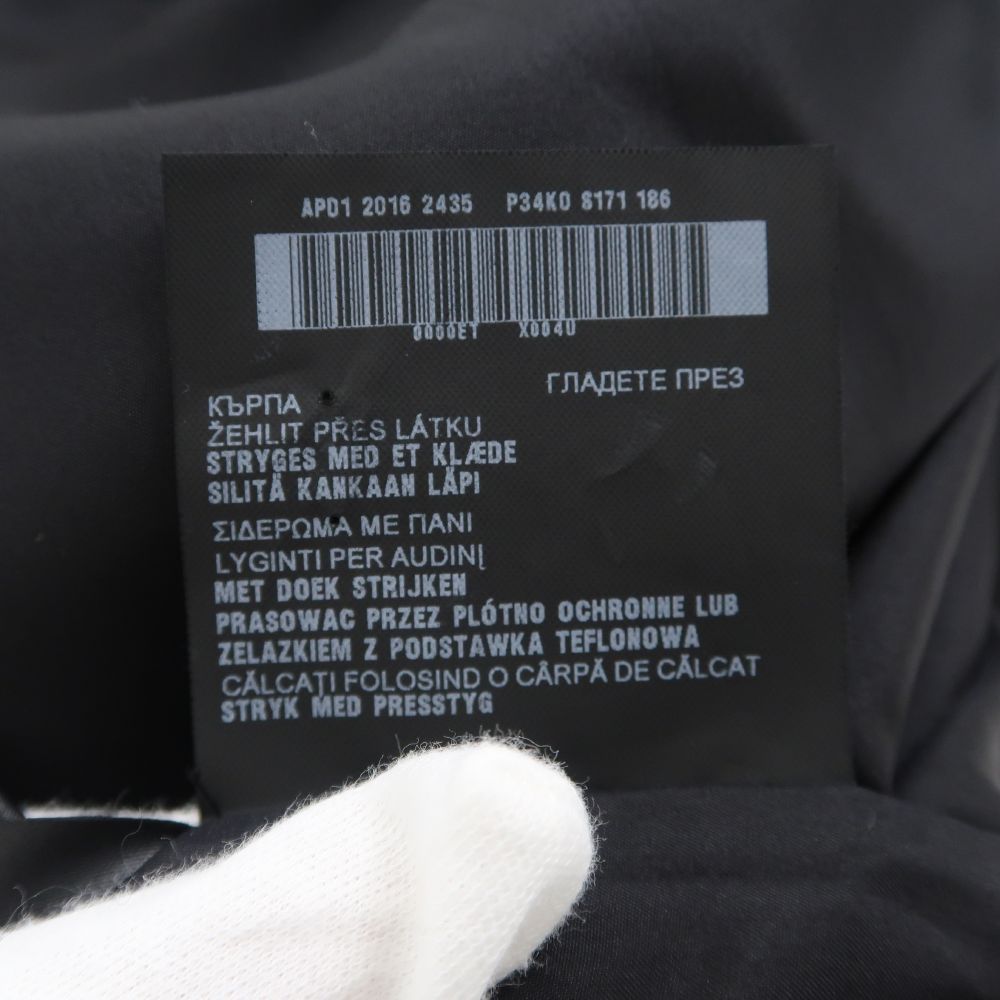 APD1 2016 2435 P34K0 S171 186
0000ET X004U
ГЛАДЕТЕ ПРЕЗ
КЪРПА
ŽEHLIT PŘES LÁTKU
STRYGES MED ET KLÆDE
SILITÄ KANKAAN LÄPI
ΣΙΔΕΡΩΜΑ ΜΕ ΠΑΝΙ
LYGINTI PER AUDINĮ
MET DOEK STRIJKEN
PRASOWAC PRZEZ PLÓTNO OCHRONNE LUB
ZELAZKIEM Z PODSTAWKA TEFLONOWA
CĂLCAȚI FOLOSIND O CÂRPĂ DE CĂLCAT
STRYK MED PRESSTYG